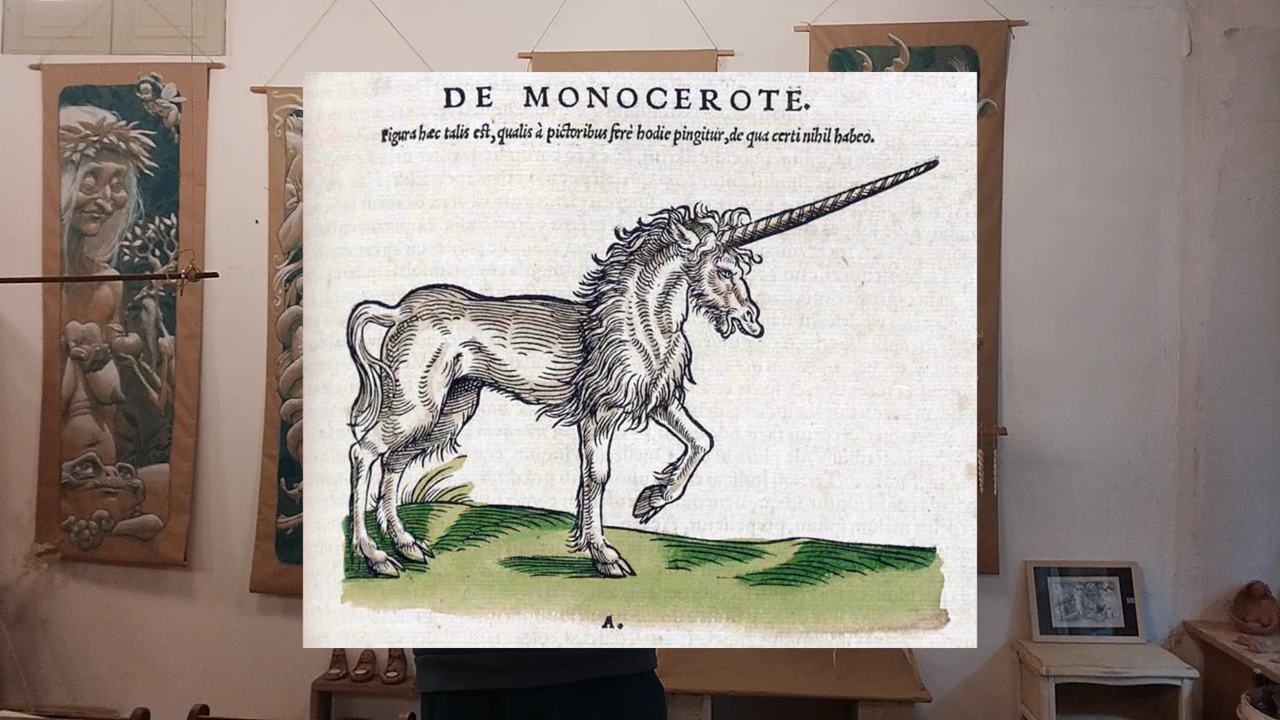 DE MONOCEROTE.
Figura hæc talis est, qualis à pictoribus ferè hodie pingitur, de qua certi nihil habeo.
A.